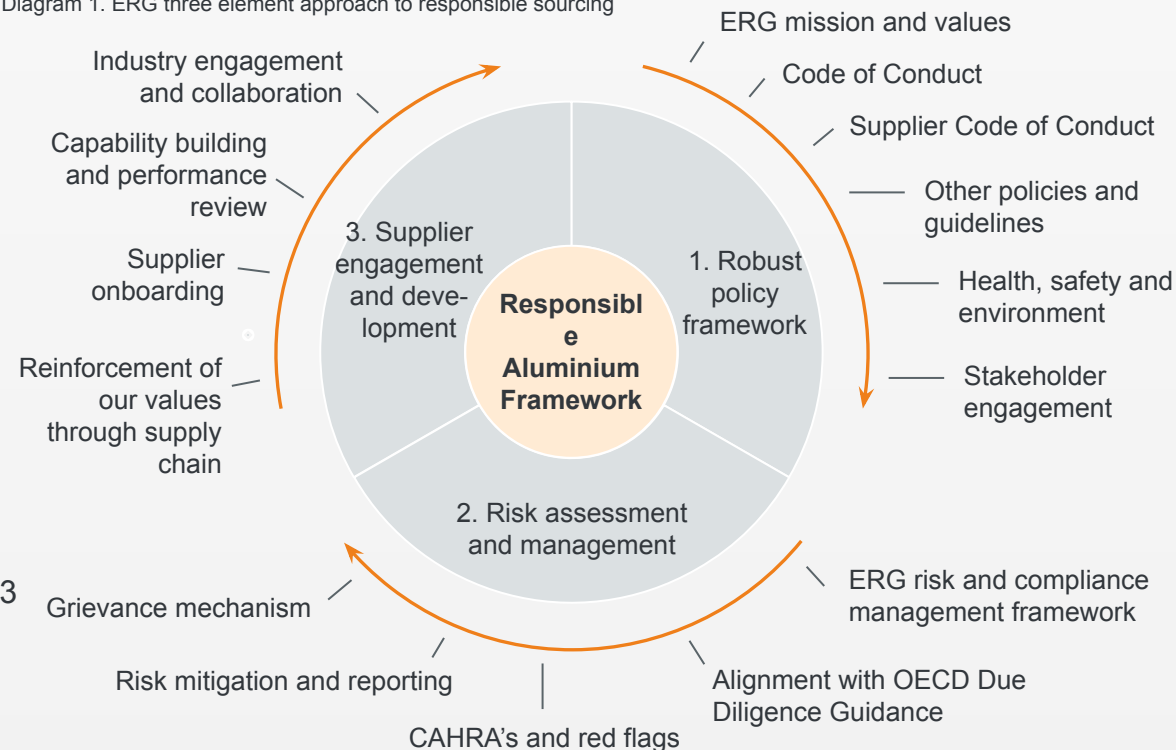 Diagram 1. ERG three element approach to responsible sourcing
ERG mission and values
Code of Conduct
Supplier Code of Conduct
Other policies and
guidelines
Health, safety and
environment
Stakeholder
engagement
1. Robust
policy
framework
Responsibl
e
Aluminium
Framework
2. Risk assessment
and management
ERG risk and compliance
management framework
Alignment with OECD Due
Diligence Guidance
CAHRA’s and red flags
Risk mitigation and reporting
Grievance mechanism
3
3. Supplier
engagement
and deve-
lopment
Reinforcement of
our values
through supply
chain
Supplier
onboarding
Capability building
and performance
review
Industry engagement
and collaboration